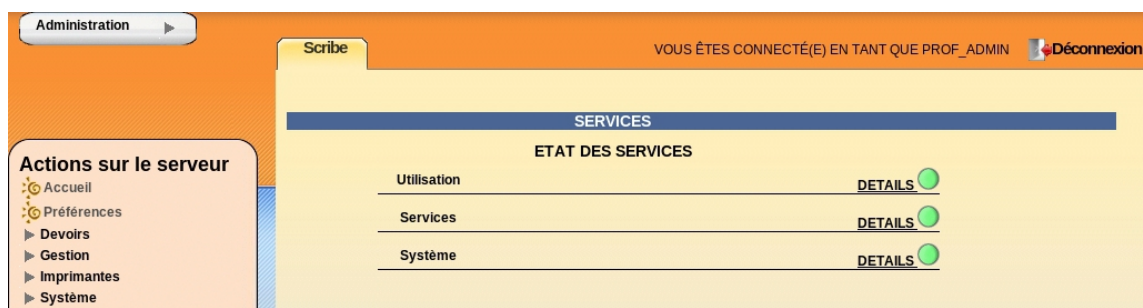 Administration
Scribe
VOUS ÊTES CONNECTÉ(E) EN TANT QUE PROF_ADMIN
Déconnexion
SERVICES
ETAT DES SERVICES
Utilisation DETAILS
Services DETAILS
Système DETAILS
Actions sur le serveur
Accueil
Préférences
Devoirs
Gestion
Imprimantes
Système